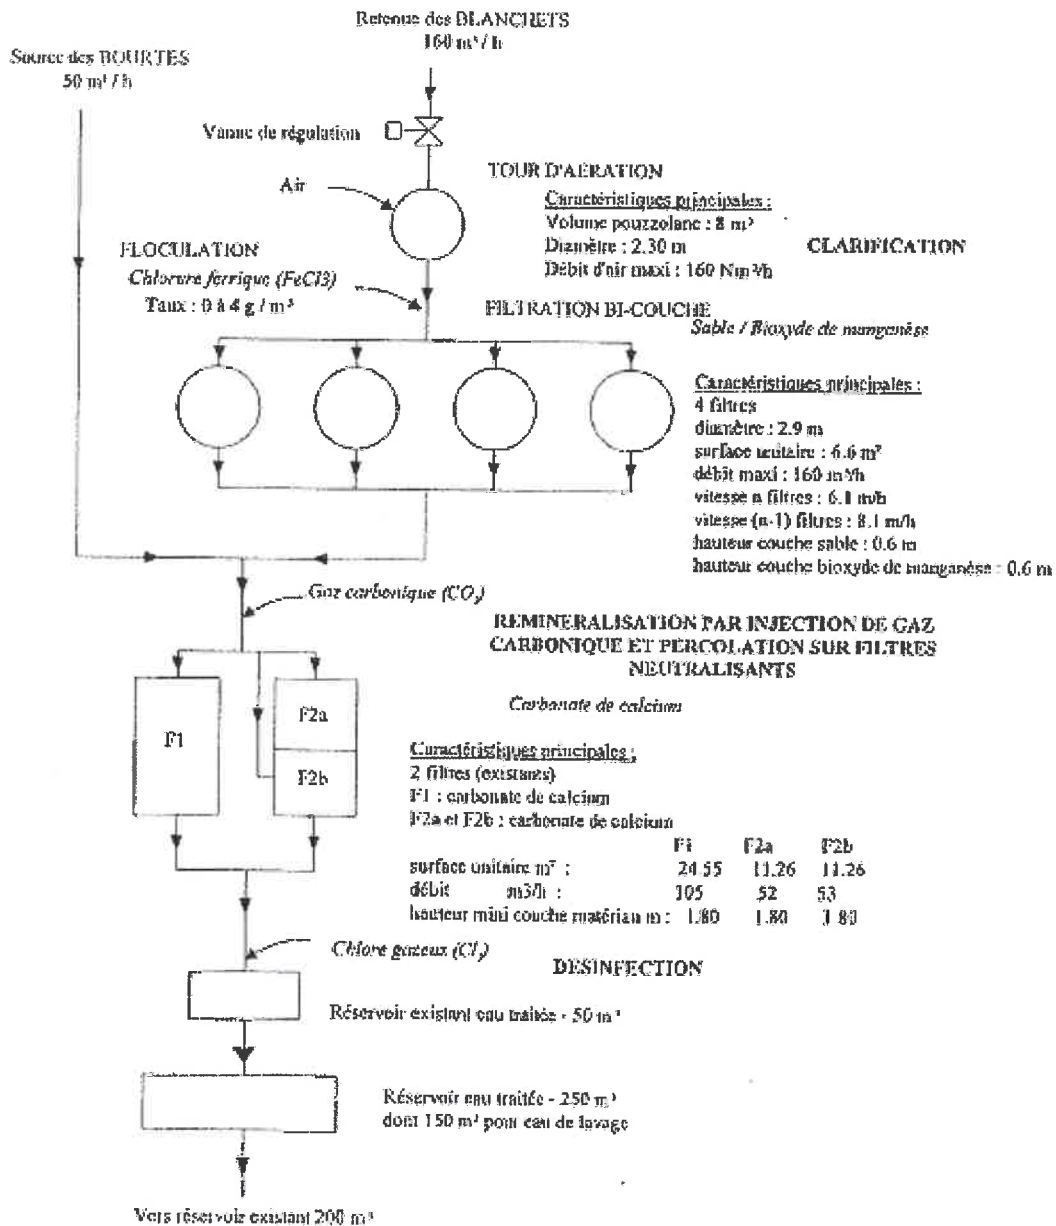 Retenue des BLANCHETS
160 m³ / h
Source des BOURTES
50 m³ / h
Vanne de régulation
TOUR D'AERATION
Air
Caractéristiques principales :
Volume pouzzolane : 8 m³
Diamètre : 2.30 m
Débit d'air maxi : 160 Nm³/h
CLARIFICATION
FLOCULATION
Chlorure ferrique (FeCl3)
Taux : 0 à 4 g / m³
FILTRATION BI-COUCHE
Sable / Bioxyde de manganèse
Caractéristiques principales :
4 filtres
diamètre : 2.9 m
surface unitaire : 6.6 m²
débit maxi : 160 m³/h
vitesse n filtres : 6.1 m/h
vitesse (n-1) filtres : 8.1 m/h
hauteur couche sable : 0.6 m
hauteur couche bioxyde de manganèse : 0.6 m
Gaz carbonique (CO₂)
REMINERALISATION PAR INJECTION DE GAZ
CARBONIQUE ET PERCOLATION SUR FILTRES
NEUTRALISANTS
Carbonate de calcium
F1
F2a
F2b
Caractéristiques principales :
2 filtres (existants)
F1 : carbonate de calcium
F2a et F2b : carbonate de calcium
F1 F2a F2b
surface unitaire m² : 24.55 11.26 11.26
débit m3/h : 105 52 53
hauteur mini couche matériau m : 1.80 1.80 1.80
Chlore gazeux (Cl₂)
DESINFECTION
Réservoir existant eau traitée - 50 m³
Réservoir eau traitée - 250 m³
dont 150 m³ pour eau de lavage
Vers réservoir existant 200 m³